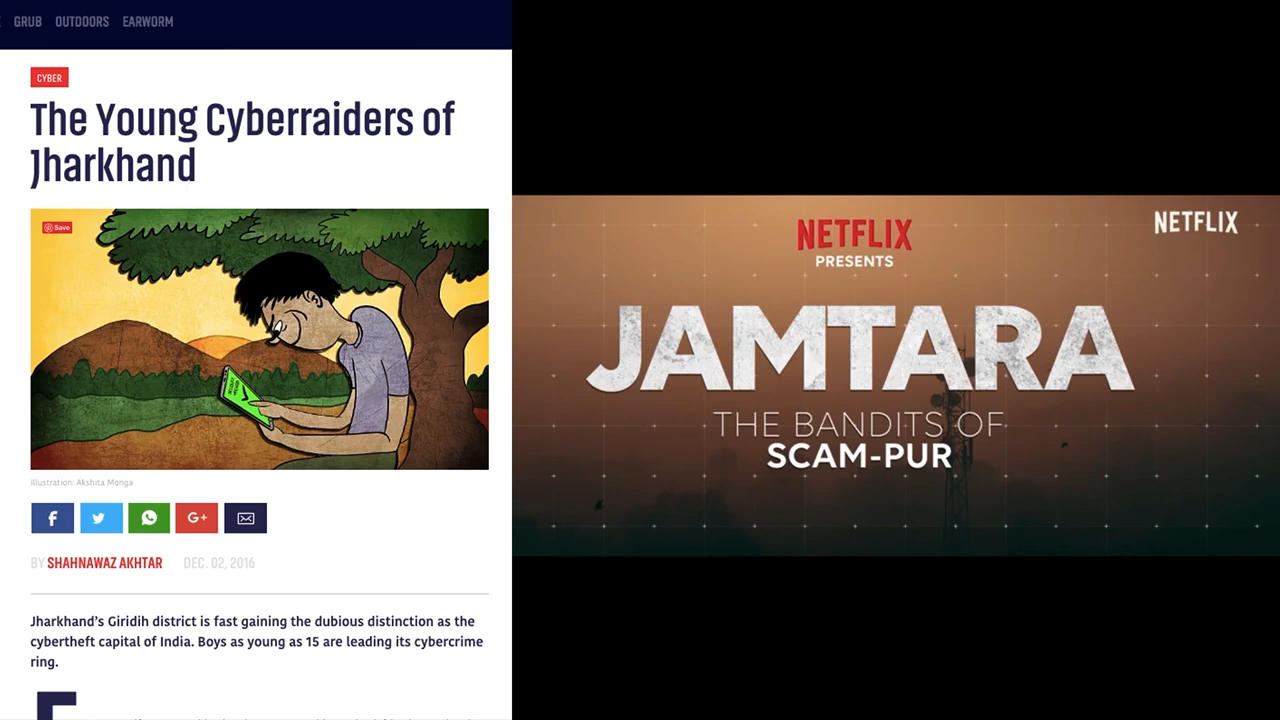 GRUB OUTDOORS EARWORM
CYBER
The Young Cyberraiders of
Jharkhand
Save
Illustration: Akshita Monga
BY SHAHNAWAZ AKHTAR DEC. 02, 2016
Jharkhand's Giridih district is fast gaining the dubious distinction as the
cybertheft capital of India. Boys as young as 15 are leading its cybercrime
ring.
NETFLIX
PRESENTS
NETFLIX
JAMTARA
THE BANDITS OF
SCAM-PUR